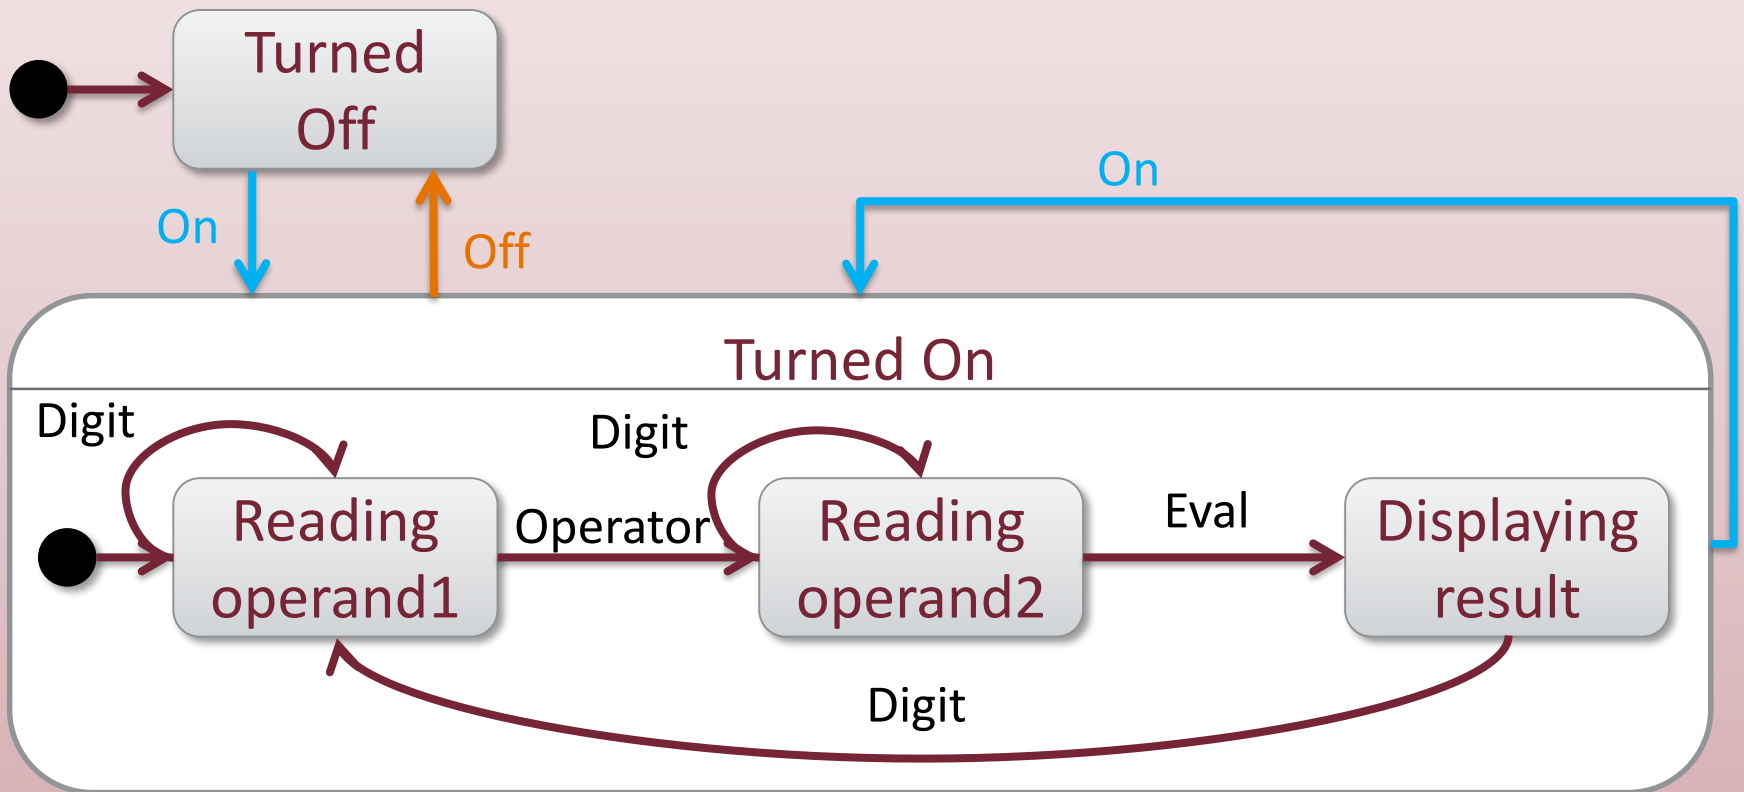 Turned
Off
On
On
Off
Turned On
Digit
Digit
Reading
operand1
Operator
Reading
operand2
Eval
Displaying
result
Digit